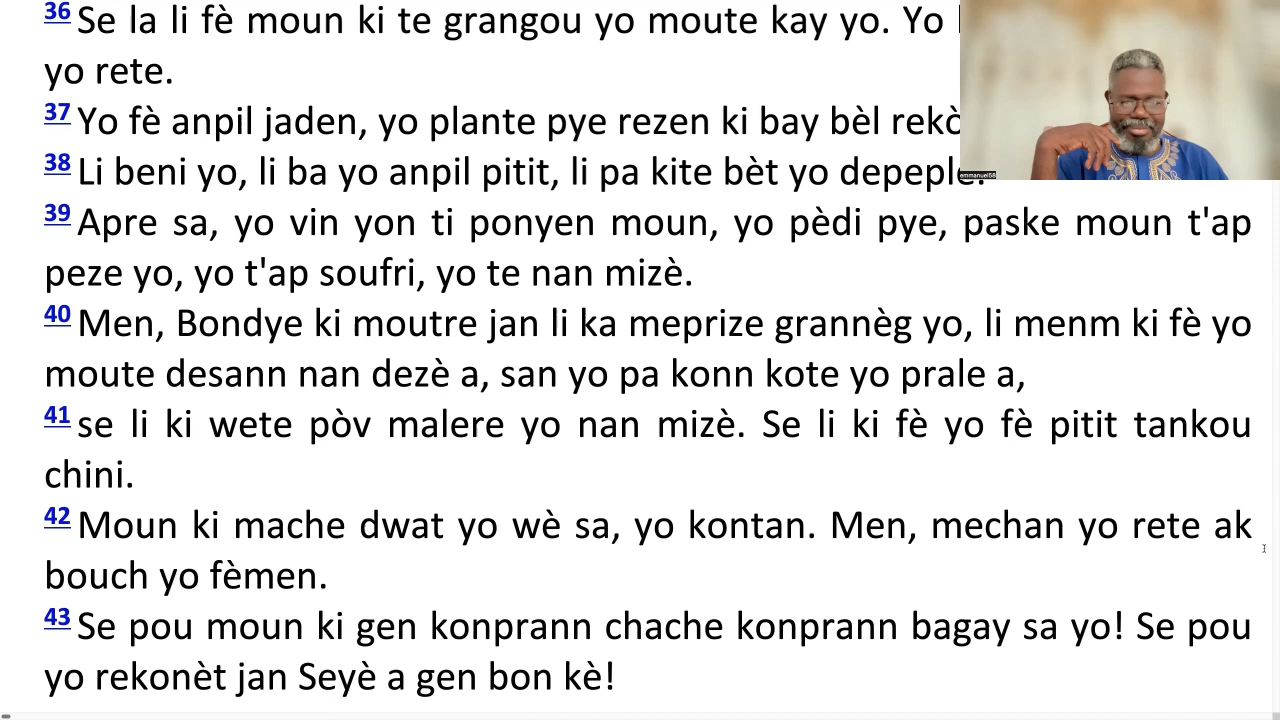 36 Se la li fè moun ki te grangou yo moute kay yo. Yo
yo rete.
37 Yo fè anpil jaden, yo plante pye rezen ki bay bèl
38 Li beni yo, li ba yo anpil pitit, li pa kite bèt yo depeple.
emmanuel58
39 Apre sa, yo vin yon ti ponyen moun, yo pèdi pye, paske moun t'ap
peze yo, yo t'ap soufri, yo te nan mizè.
40 Men, Bondye ki moutre jan li ka meprize grannèg yo, li menm ki fè yo
moute desann nan dezè a, san yo pa konn kote yo prale a,
41 se li ki wete pòv malere yo nan mizè. Se li ki fè yo fè pitit tankou
chini.
42 Moun ki mache dwat yo wè sa, yo kontan. Men, mechan yo rete ak
bouch yo fèmen.
43 Se pou moun ki gen konprann chache konprann bagay sa yo! Se pou
yo rekonèt jan Seyè a gen bon kè!